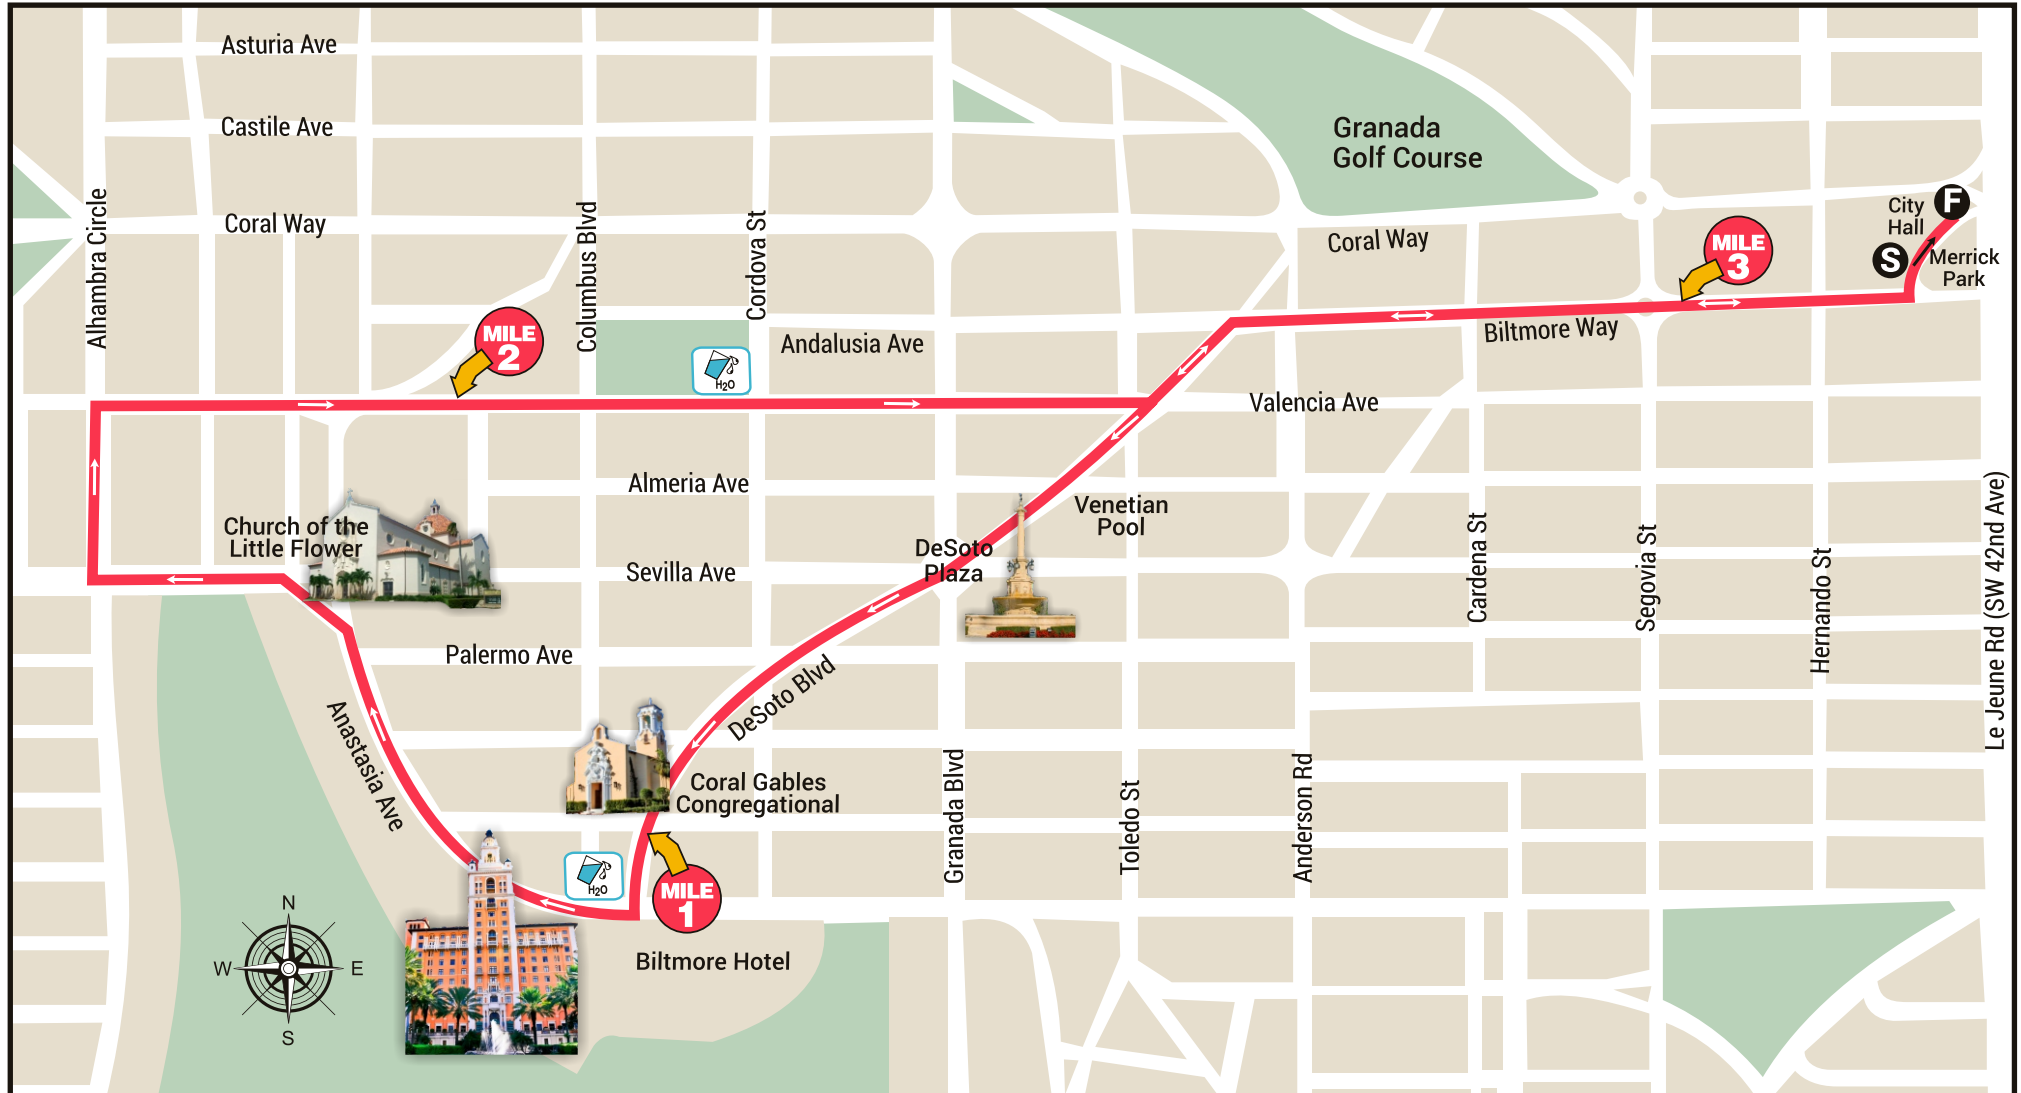 Asturia Ave
Castile Ave
Granada
Golf Course
Coral Way
Coral Way
Alhambra Circle
Columbus Blvd
Cordova St
City
Hall
F
S
Merrick
Park
MILE
3
MILE
2
Biltmore Way
Andalusia Ave
H₂O
Valencia Ave
Almeria Ave
Venetian
Pool
Church of the
Little Flower
DeSoto
Plaza
Sevilla Ave
Cardena St
Segovia St
Hernando St
Le Jeune Rd (SW 42nd Ave)
Palermo Ave
DeSoto Blvd
Anastasia Ave
Coral Gables
Congregational
Granada Blvd
Toledo St
Anderson Rd
H₂O
MILE
1
Biltmore Hotel
N
W E
S